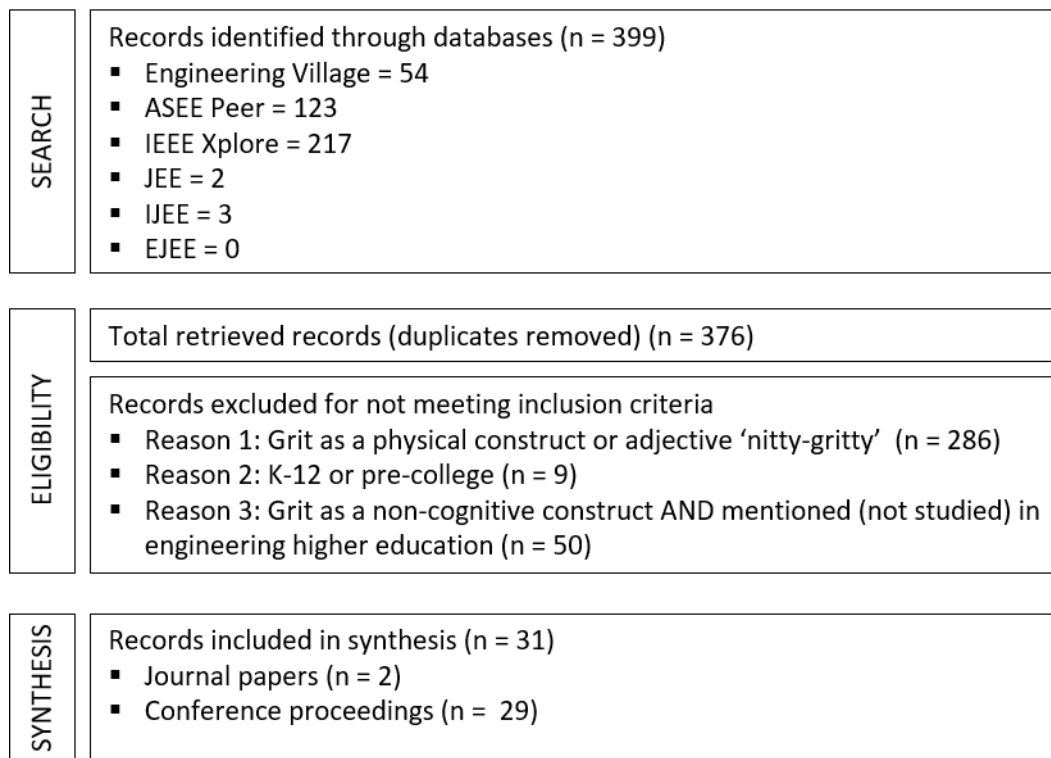 SEARCH
Records identified through databases (n = 399)
▪ Engineering Village = 54
▪ ASEE Peer = 123
▪ IEEE Xplore = 217
▪ JEE = 2
▪ IJEE = 3
▪ EJEE = 0
ELIGIBILITY
Total retrieved records (duplicates removed) (n = 376)
Records excluded for not meeting inclusion criteria
▪ Reason 1: Grit as a physical construct or adjective ‘nitty-gritty’ (n = 286)
▪ Reason 2: K-12 or pre-college (n = 9)
▪ Reason 3: Grit as a non-cognitive construct AND mentioned (not studied) in
engineering higher education (n = 50)
SYNTHESIS
Records included in synthesis (n = 31)
▪ Journal papers (n = 2)
▪ Conference proceedings (n = 29)